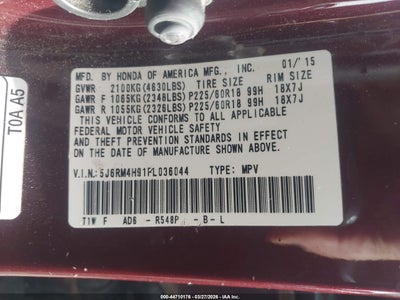 MFD. BY HONDA OF AMERICA MFG., INC. 01/15
GVWR 2100KG(4630LBS) TIRE SIZE RIM SIZE
GAWR F 1065KG(2348LBS) P225/60R18 99H 18X7J
GAWR R 1055KG(2326LBS) P225/60R18 99H 18X7J
THIS VEHICLE CONFORMS TO ALL APPLICABLE
FEDERAL MOTOR VEHICLE SAFETY
AND THEFT PREVENTION STANDARDS IN EFFECT
ON THE DATE OF MANUFACTURE SHOWN ABOVE.
V.I.N.: 5J6RM4H91FL036044 TYPE: MPV
T1W F AD6 - R548P - B - L
T0A A5
000-44710176 - 03/27/2026 - IAA Inc.